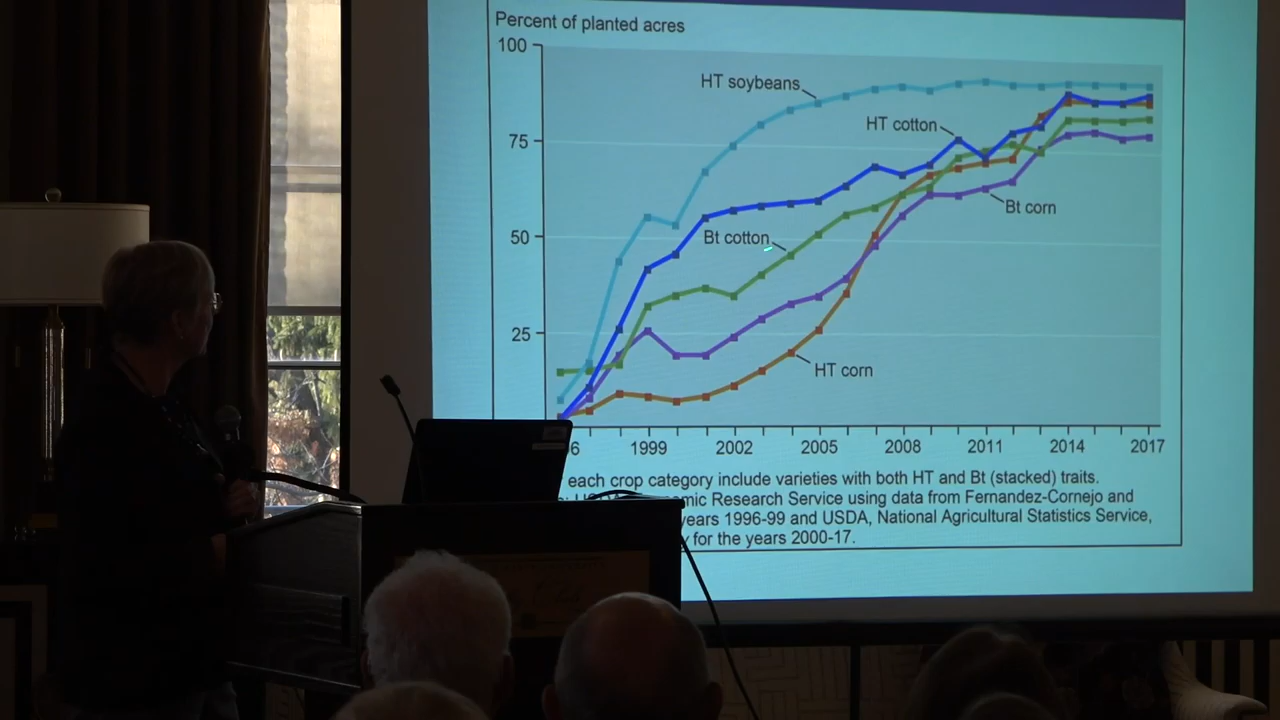 Percent of planted acres
100
HT soybeans
HT cotton
75
Bt corn
50
Bt cotton
25
HT corn
1999 2002 2005 2008 2011 2014 2017
each crop category include varieties with both HT and Bt (stacked) traits.
Research Service using data from Fernandez-Cornejo and
years 1996-99 and USDA, National Agricultural Statistics Service,
for the years 2000-17.